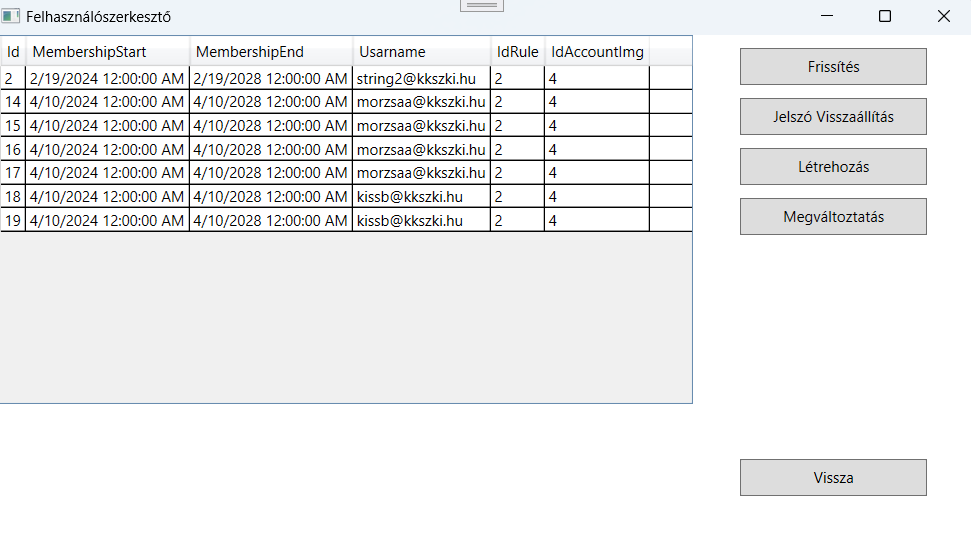 Felhasználószerkesztő
Id MembershipStart MembershipEnd Usarname IdRule IdAccountImg
2 2/19/2024 12:00:00 AM 2/19/2028 12:00:00 AM string2@kkszki.hu 2 4
14 4/10/2024 12:00:00 AM 4/10/2028 12:00:00 AM morzsaa@kkszki.hu 2 4
15 4/10/2024 12:00:00 AM 4/10/2028 12:00:00 AM morzsaa@kkszki.hu 2 4
16 4/10/2024 12:00:00 AM 4/10/2028 12:00:00 AM morzsaa@kkszki.hu 2 4
17 4/10/2024 12:00:00 AM 4/10/2028 12:00:00 AM morzsaa@kkszki.hu 2 4
18 4/10/2024 12:00:00 AM 4/10/2028 12:00:00 AM kissb@kkszki.hu 2 4
19 4/10/2024 12:00:00 AM 4/10/2028 12:00:00 AM kissb@kkszki.hu 2 4
Frissítés
Jelszó Visszaállítás
Létrehozás
Megváltoztatás
Vissza